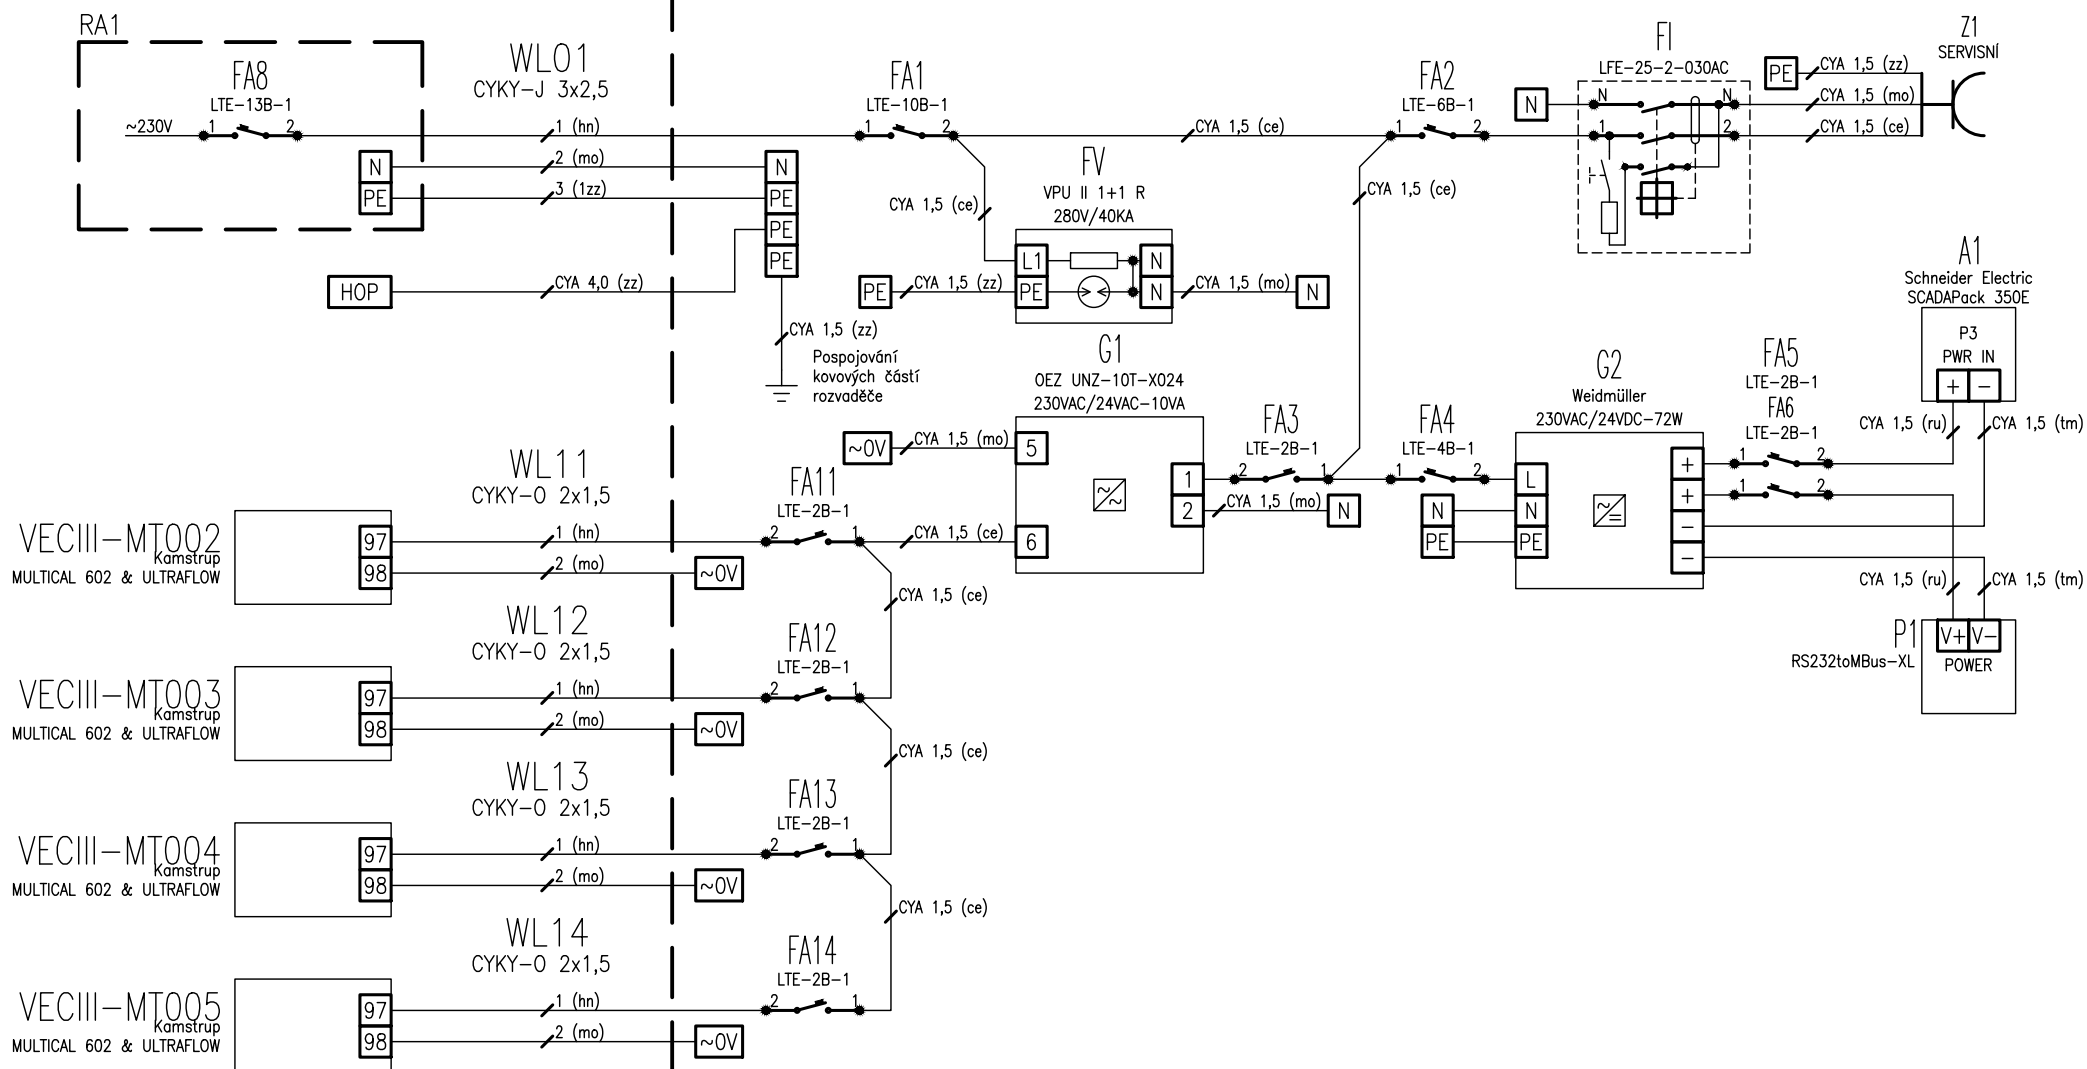 RA1
FA8
LTE-13B-1
~230V
1
2
N
PE
WL01
CYKY-J 3x2,5
1 (hn)
2 (mo)
3 (1zz)
HOP
CYA 4,0 (zz)
N
PE
PE
PE
CYA 1,5 (zz)
Pospojování
kovových částí
rozvaděče
FA1
LTE-10B-1
1
2
CYA 1,5 (ce)
CYA 1,5 (ce)
FV
VPU II 1+1 R
280V/40KA
L1
N
PE
N
PE
CYA 1,5 (zz)
CYA 1,5 (mo)
N
FA2
LTE-6B-1
1
2
CYA 1,5 (ce)
FI
LFE-25-2-030AC
N
N
N
1
2
Z1
SERVISNÍ
PE
CYA 1,5 (zz)
CYA 1,5 (mo)
CYA 1,5 (ce)
G1
OEZ UNZ-10T-X024
230VAC/24VAC-10VA
~0V
CYA 1,5 (mo)
5
6
~
~
1
2
CYA 1,5 (ce)
FA3
LTE-2B-1
2
1
CYA 1,5 (mo)
N
FA4
LTE-4B-1
1
2
N
PE
G2
Weidmüller
230VAC/24VDC-72W
L
N
PE
~
=
+
+
−
−
FA5
LTE-2B-1
FA6
LTE-2B-1
1
2
1
2
A1
Schneider Electric
SCADAPack 350E
P3
PWR IN
+
−
CYA 1,5 (ru)
CYA 1,5 (tm)
CYA 1,5 (ru)
CYA 1,5 (tm)
P1
RS232toMBus-XL
V+
V-
POWER
VECIII-MT002
Kamstrup
MULTICAL 602 & ULTRAFLOW
97
98
WL11
CYKY-O 2x1,5
1 (hn)
2 (mo)
~0V
FA11
LTE-2B-1
2
1
CYA 1,5 (ce)
VECIII-MT003
Kamstrup
MULTICAL 602 & ULTRAFLOW
97
98
WL12
CYKY-O 2x1,5
1 (hn)
2 (mo)
~0V
FA12
LTE-2B-1
2
1
CYA 1,5 (ce)
VECIII-MT004
Kamstrup
MULTICAL 602 & ULTRAFLOW
97
98
WL13
CYKY-O 2x1,5
1 (hn)
2 (mo)
~0V
FA13
LTE-2B-1
2
1
CYA 1,5 (ce)
VECIII-MT005
Kamstrup
MULTICAL 602 & ULTRAFLOW
97
98
WL14
CYKY-O 2x1,5
1 (hn)
2 (mo)
~0V
FA14
LTE-2B-1
2
1